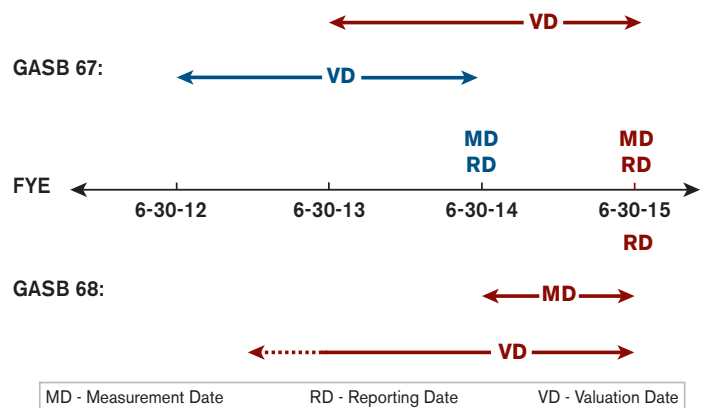 VD
GASB 67:
VD
MD MD
RD RD
FYE
6-30-12 6-30-13 6-30-14 6-30-15
RD
GASB 68:
MD
VD
MD - Measurement Date RD - Reporting Date VD - Valuation Date